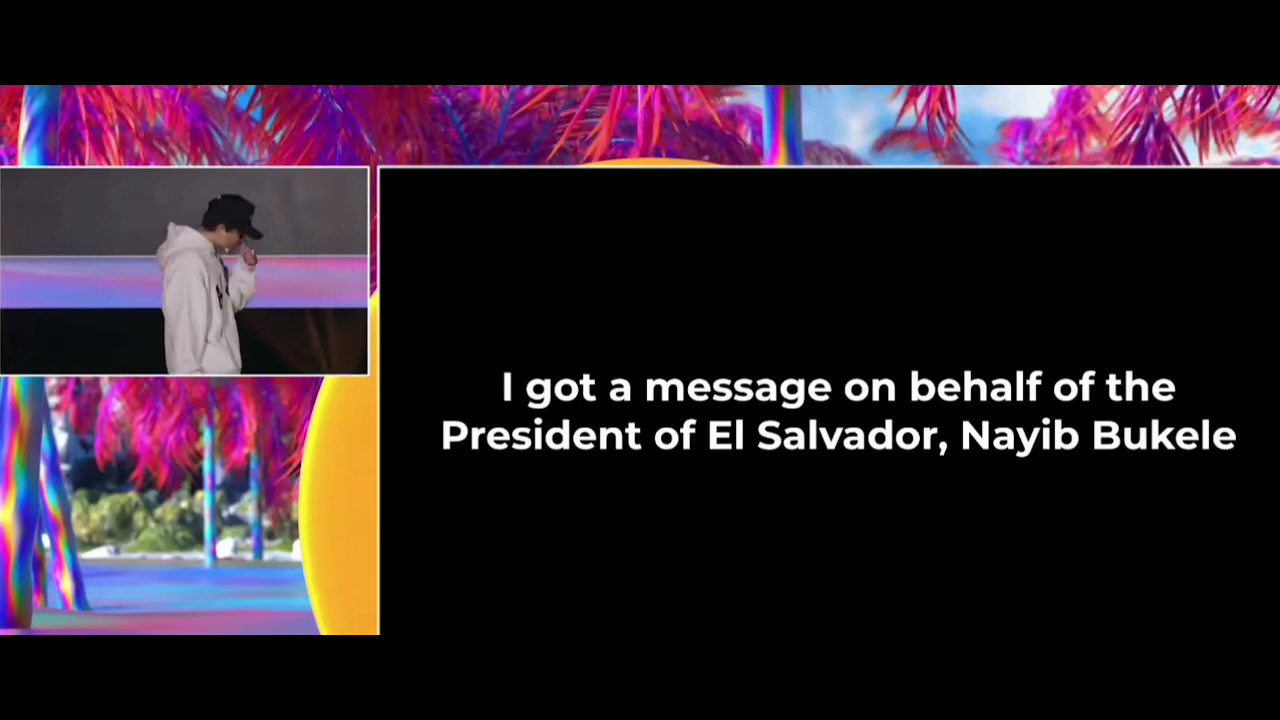 I got a message on behalf of the
President of El Salvador, Nayib Bukele